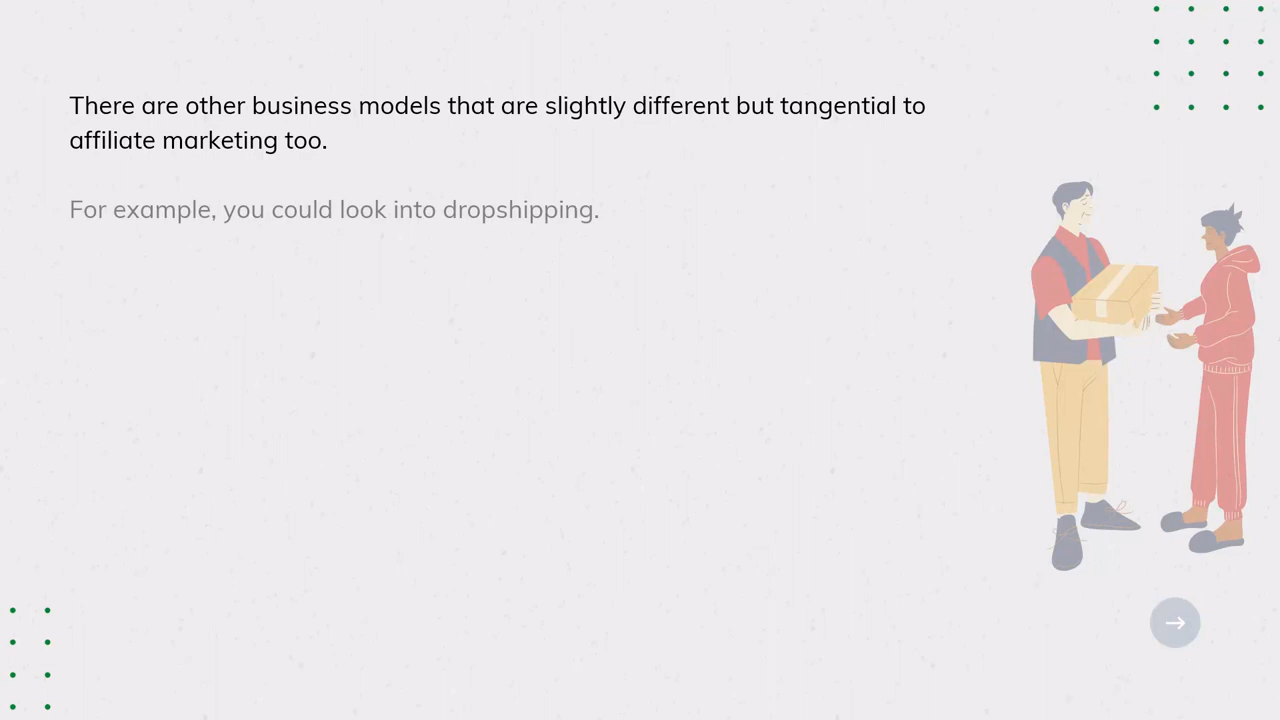 There are other business models that are slightly different but tangential to
affiliate marketing too.
For example, you could look into dropshipping.